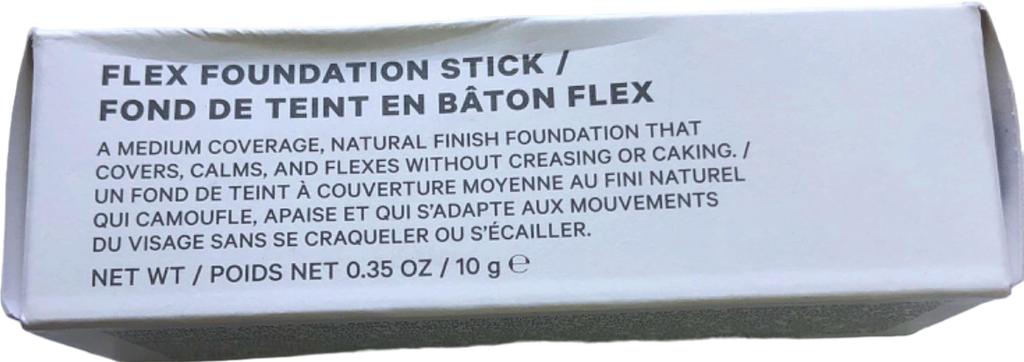 FLEX FOUNDATION STICK /
FOND DE TEINT EN BÂTON FLEX
A MEDIUM COVERAGE, NATURAL FINISH FOUNDATION THAT
COVERS, CALMS, AND FLEXES WITHOUT CREASING OR CAKING. /
UN FOND DE TEINT À COUVERTURE MOYENNE AU FINI NATUREL
QUI CAMOUFLE, APAISE ET QUI S'ADAPTE AUX MOUVEMENTS
DU VISAGE SANS SE CRAQUELER OU S'ÉCAILLER.
NET WT / POIDS NET 0.35 OZ / 10 g ℮